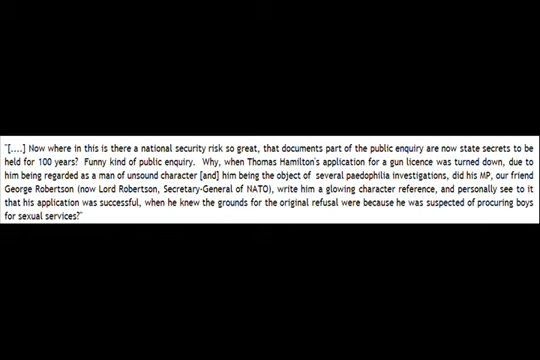 "[....] Now where in this is there a national security risk so great, that documents part of the public enquiry are now state secrets to be
held for 100 years? Funny kind of public enquiry. Why, when Thomas Hamilton's application for a gun licence was turned down, due to
him being regarded as a man of unsound character [and] him being the object of several paedophilia investigations, did his MP, our friend
George Robertson (now Lord Robertson, Secretary-General of NATO), write him a glowing character reference, and personally see to it
that his application was successful, when he knew the grounds for the original refusal were because he was suspected of procuring boys
for sexual services?"